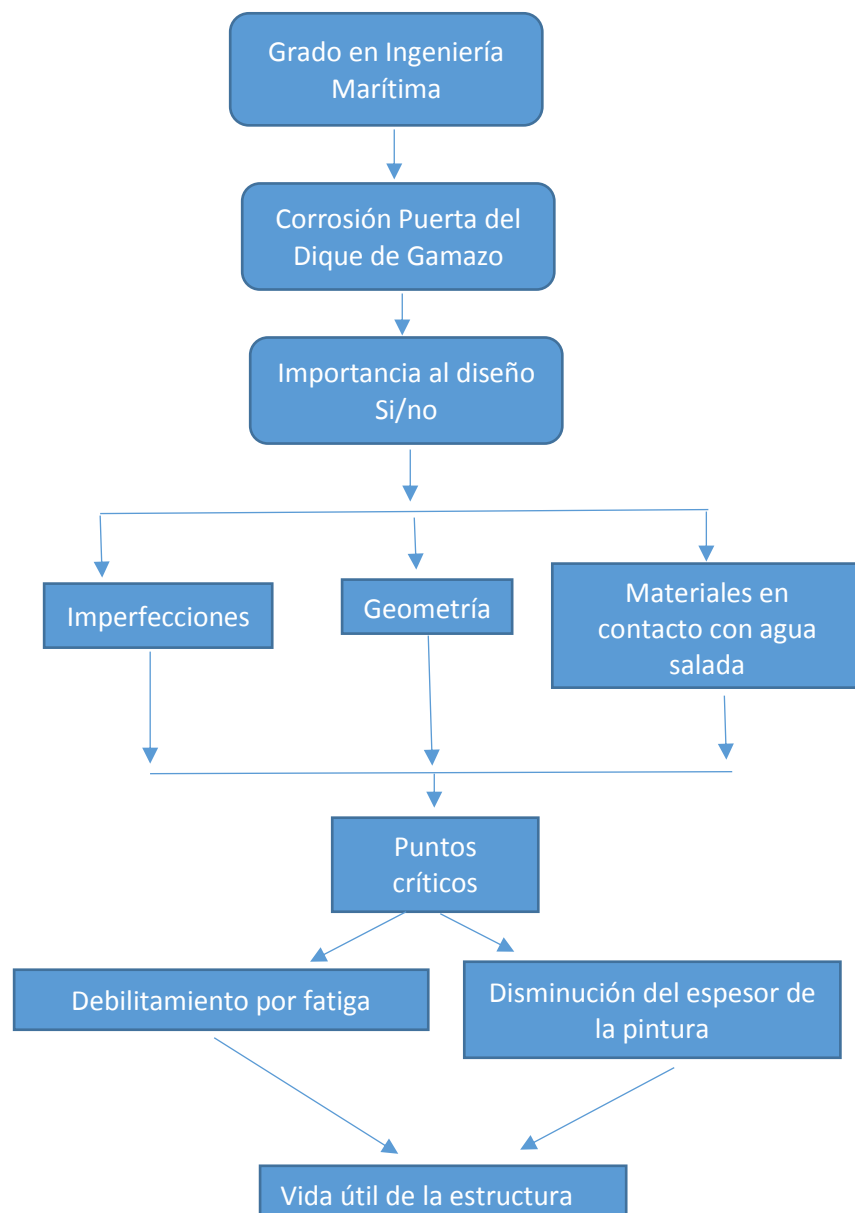 Grado en Ingeniería
Marítima
Corrosión Puerta del
Dique de Gamazo
Importancia al diseño
Si/no
Imperfecciones
Geometría
Materiales en
contacto con agua
salada
Puntos
críticos
Debilitamiento por fatiga
Disminución del espesor de
la pintura
Vida útil de la estructura